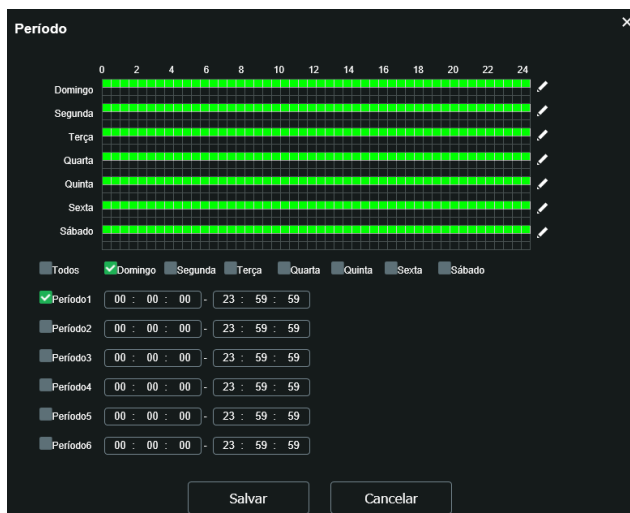 Período
0 2 4 6 8 10 12 14 16 18 20 22 24
Domingo
Segunda
Terça
Quarta
Quinta
Sexta
Sábado
Todos Domingo Segunda Terça Quarta Quinta Sexta Sábado
Período1 00 : 00 : 00 - 23 : 59 : 59
Período2 00 : 00 : 00 - 23 : 59 : 59
Período3 00 : 00 : 00 - 23 : 59 : 59
Período4 00 : 00 : 00 - 23 : 59 : 59
Período5 00 : 00 : 00 - 23 : 59 : 59
Período6 00 : 00 : 00 - 23 : 59 : 59
Salvar Cancelar